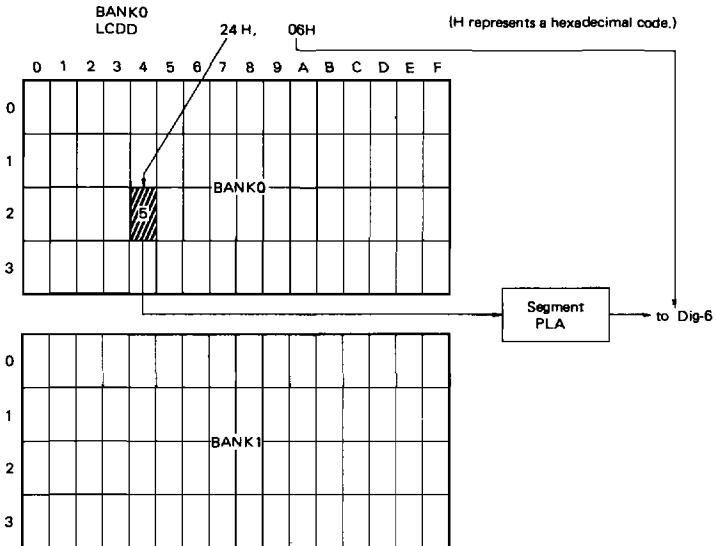 BANK0
LCDD 24 H, 06H
(H represents a hexadecimal code.)
0 1 2 3 4 5 6 7 8 9 A B C D E F
0
1
BANK0
2 5
3
Segment
PLA
to Dig-6
0
1
BANK1
2
3